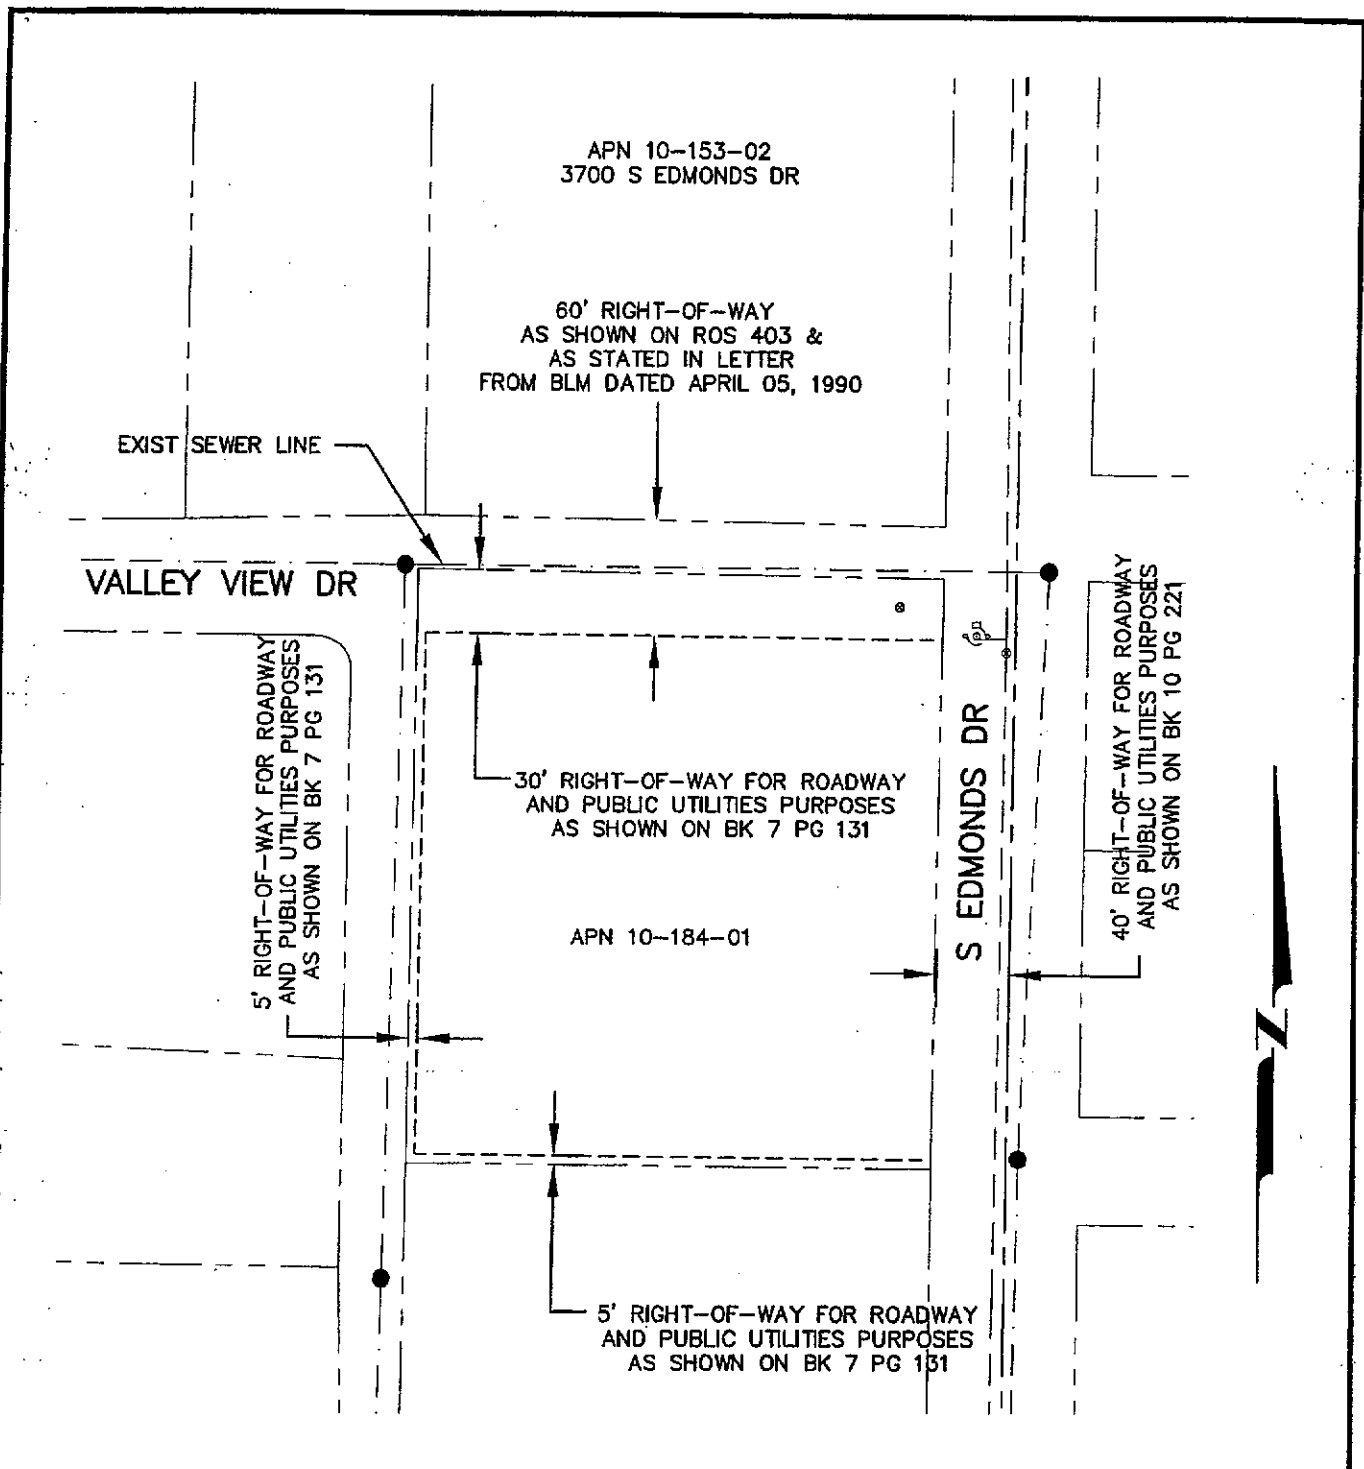 APN 10-153-02
3700 S EDMONDS DR
60' RIGHT-OF-WAY
AS SHOWN ON ROS 403 &
AS STATED IN LETTER
FROM BLM DATED APRIL 05, 1990
EXIST SEWER LINE
VALLEY VIEW DR
5' RIGHT-OF-WAY FOR ROADWAY
AND PUBLIC UTILITIES PURPOSES
AS SHOWN ON BK 7 PG 131
30' RIGHT-OF-WAY FOR ROADWAY
AND PUBLIC UTILITIES PURPOSES
AS SHOWN ON BK 7 PG 131
S EDMONDS DR
40' RIGHT-OF-WAY FOR ROADWAY
AND PUBLIC UTILITIES PURPOSES
AS SHOWN ON BK 10 PG 221
APN 10-184-01
Z
5' RIGHT-OF-WAY FOR ROADWAY
AND PUBLIC UTILITIES PURPOSES
AS SHOWN ON BK 7 PG 131